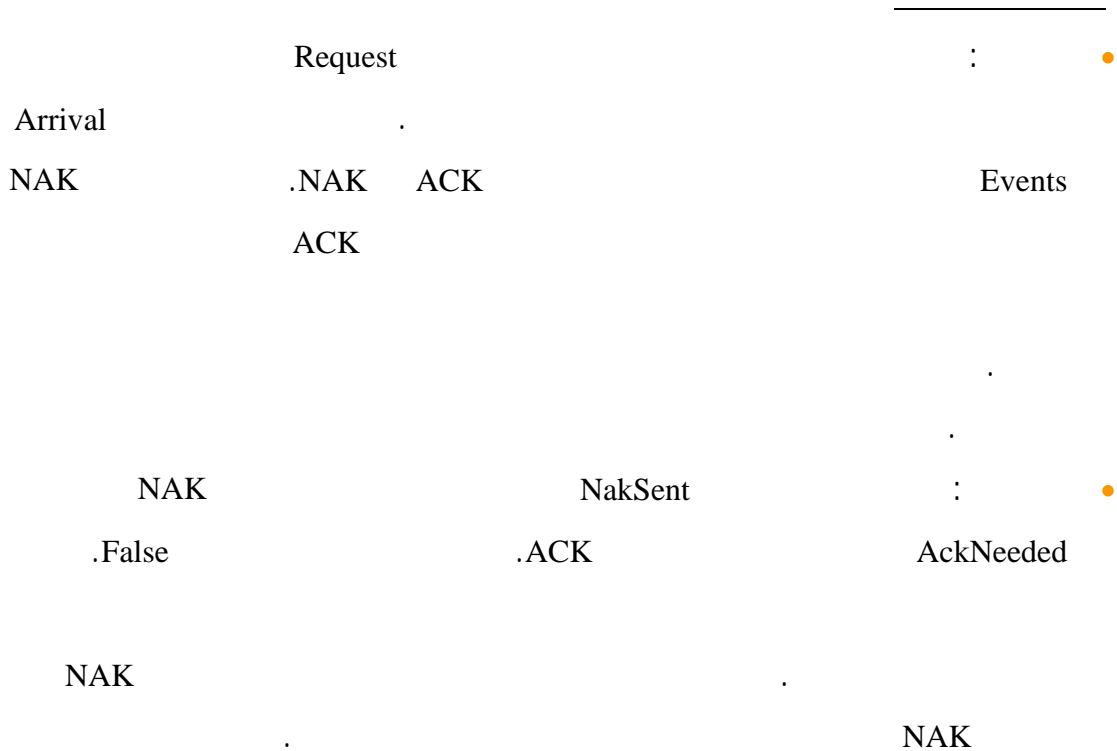 • : Request
. Arrival
Events ACK NAK. NAK
ACK
.
.
• : NakSent NAK
AckNeeded ACK. False.
. NAK
NAK .